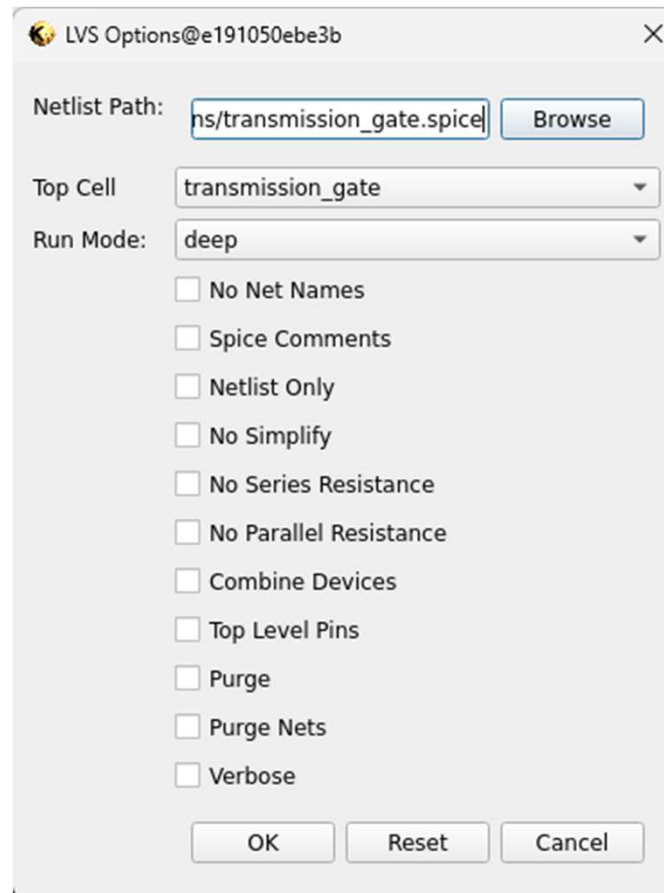 LVS Options@e191050ebe3b
Netlist Path: ns/transmission_gate.spice Browse
Top Cell transmission_gate
Run Mode: deep
No Net Names
Spice Comments
Netlist Only
No Simplify
No Series Resistance
No Parallel Resistance
Combine Devices
Top Level Pins
Purge
Purge Nets
Verbose
OK Reset Cancel